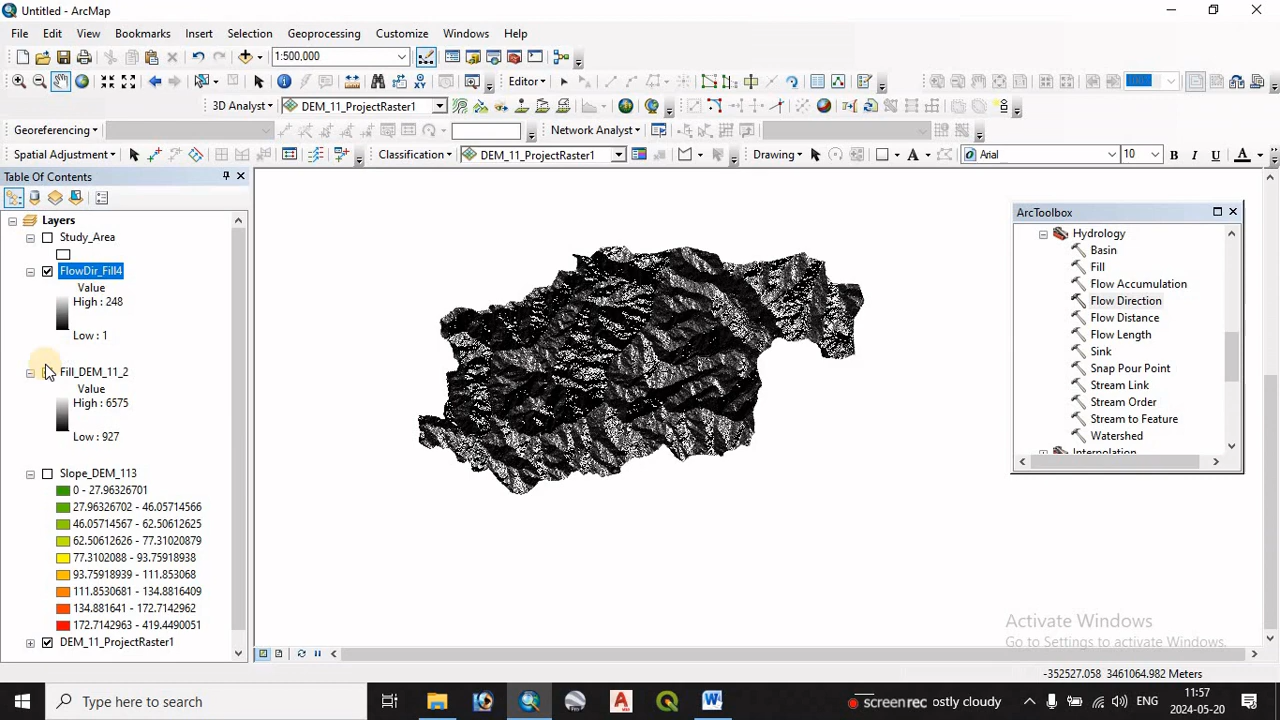 Untitled - ArcMap
File Edit View Bookmarks Insert Selection Geoprocessing Customize Windows Help
1:500,000
Editor
3D Analyst DEM_11_ProjectRaster1
Georeferencing Network Analyst
Spatial Adjustment Classification DEM_11_ProjectRaster1 Drawing A Arial 10 B I U A
Table Of Contents
Layers
Study_Area
FlowDir_Fill4
Value
High : 248
Low : 1
Fill_DEM_11_2
Value
High : 6575
Low : 927
Slope_DEM_113
0 - 27.96326701
27.96326702 - 46.05714566
46.05714567 - 62.50612625
62.50612626 - 77.31020879
77.3102088 - 93.75918938
93.75918939 - 111.853068
111.8530681 - 134.8816409
134.881641 - 172.7142962
172.7142963 - 419.4490051
DEM_11_ProjectRaster1
ArcToolbox
Hydrology
Basin
Fill
Flow Accumulation
Flow Direction
Flow Distance
Flow Length
Sink
Snap Pour Point
Stream Link
Stream Order
Stream to Feature
Watershed
Interpolation
Activate Windows
Go to Settings to activate Windows.
-352527.058 3461064.982 Meters
Type here to search
screenrec ostly cloudy
ENG
11:57
2024-05-20